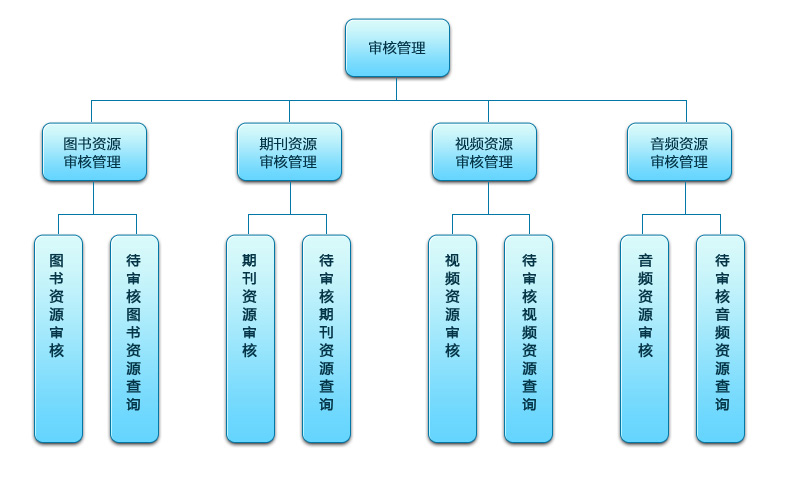 审核管理
图书资源
审核管理
期刊资源
审核管理
视频资源
审核管理
音频资源
审核管理
图书资源审核
待审核图书资源查询
期刊资源审核
待审核期刊资源查询
视频资源审核
待审核视频资源查询
音频资源审核
待审核音频资源查询